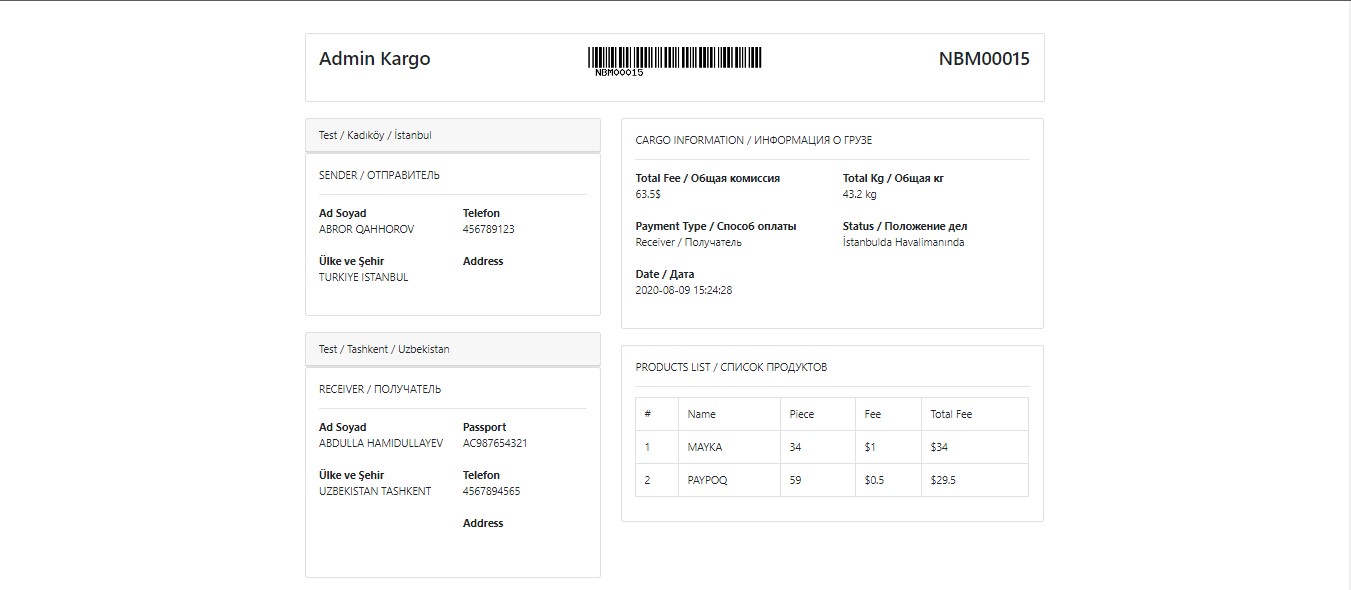 Admin Kargo
NBM00015
NBM00015
Test / Kadıköy / İstanbul
SENDER / ОТПРАВИТЕЛЬ
Ad Soyad Telefon
ABROR QAHHOROV 456789123
Ülke ve Şehir Address
TURKIYE ISTANBUL
Test / Tashkent / Uzbekistan
RECEIVER / ПОЛУЧАТЕЛЬ
Ad Soyad Passport
ABDULLA HAMIDULLAYEV AC987654321
Ülke ve Şehir Telefon
UZBEKISTAN TASHKENT 4567894565
Address
CARGO INFORMATION / ИНФОРМАЦИЯ О ГРУЗЕ
Total Fee / Общая комиссия Total Kg / Общая кг
63.5$ 43.2 kg
Payment Type / Способ оплаты Status / Положение дел
Receiver / Получатель İstanbulda Havalimanında
Date / Дата
2020-08-09 15:24:28
PRODUCTS LIST / СПИСОК ПРОДУКТОВ
# Name Piece Fee Total Fee
1 MAYKA 34 $1 $34
2 PAYPOQ 59 $0.5 $29.5